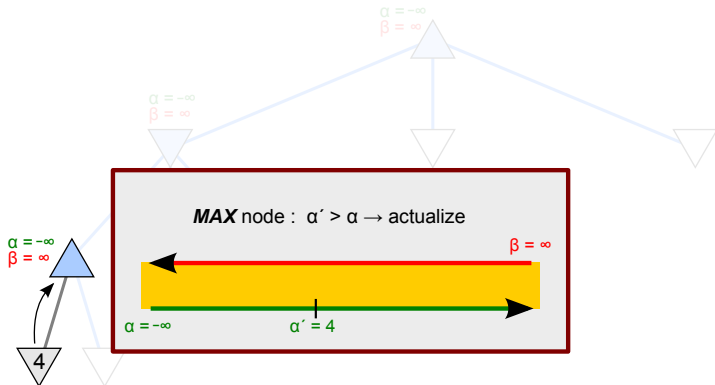 α = −∞
β = ∞
α = −∞
β = ∞
MAX node : α´ > α → actualize
α = −∞
β = ∞
β = ∞
α = −∞
α´ = 4
4